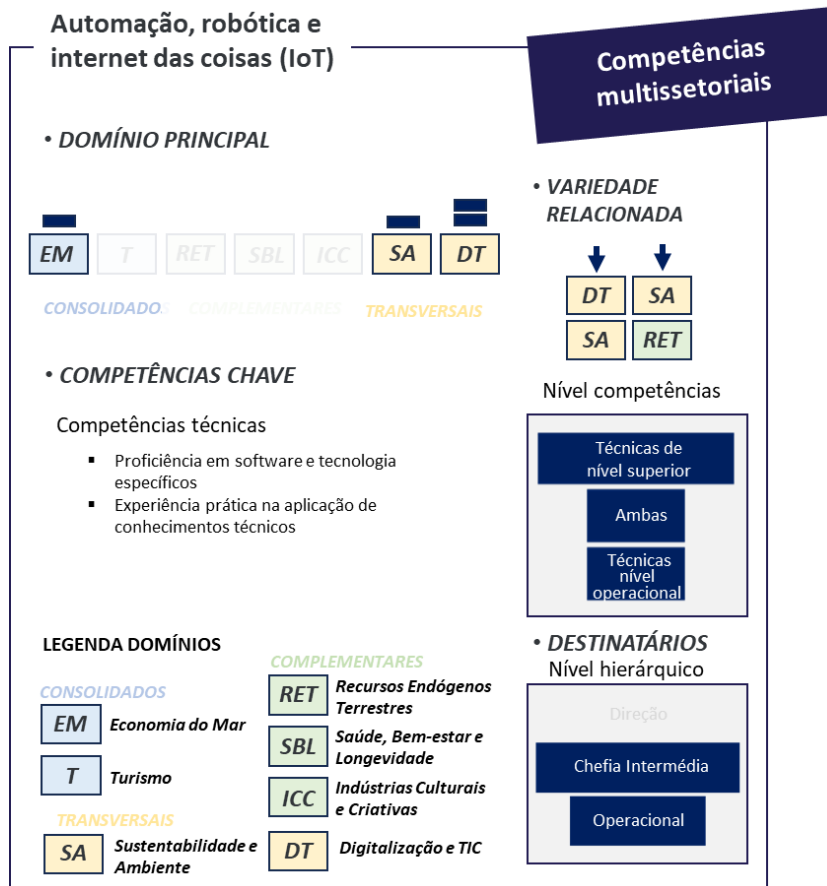 Automação, robótica e
internet das coisas (IoT)
Competências
multissetoriais
• DOMÍNIO PRINCIPAL
EM
T
RET
SBL
ICC
SA
DT
CONSOLIDADOS
COMPLEMENTARES
TRANSVERSAIS
• VARIEDADE
RELACIONADA
DT
SA
SA
RET
• COMPETÊNCIAS CHAVE
Competências técnicas
▪ Proficiência em software e tecnologia
específicos
▪ Experiência prática na aplicação de
conhecimentos técnicos
Nível competências
Técnicas de
nível superior
Ambas
Técnicas
nível
operacional
LEGENDA DOMÍNIOS
CONSOLIDADOS
EM
Economia do Mar
T
Turismo
TRANSVERSAIS
SA
Sustentabilidade e
Ambiente
COMPLEMENTARES
RET
Recursos Endógenos
Terrestres
SBL
Saúde, Bem-estar e
Longevidade
ICC
Indústrias Culturais
e Criativas
DT
Digitalização e TIC
• DESTINATÁRIOS
Nível hierárquico
Direção
Chefia Intermédia
Operacional